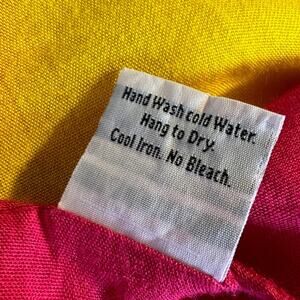 Hand Wash cold Water.
Hang to Dry.
Cool Iron. No Bleach.